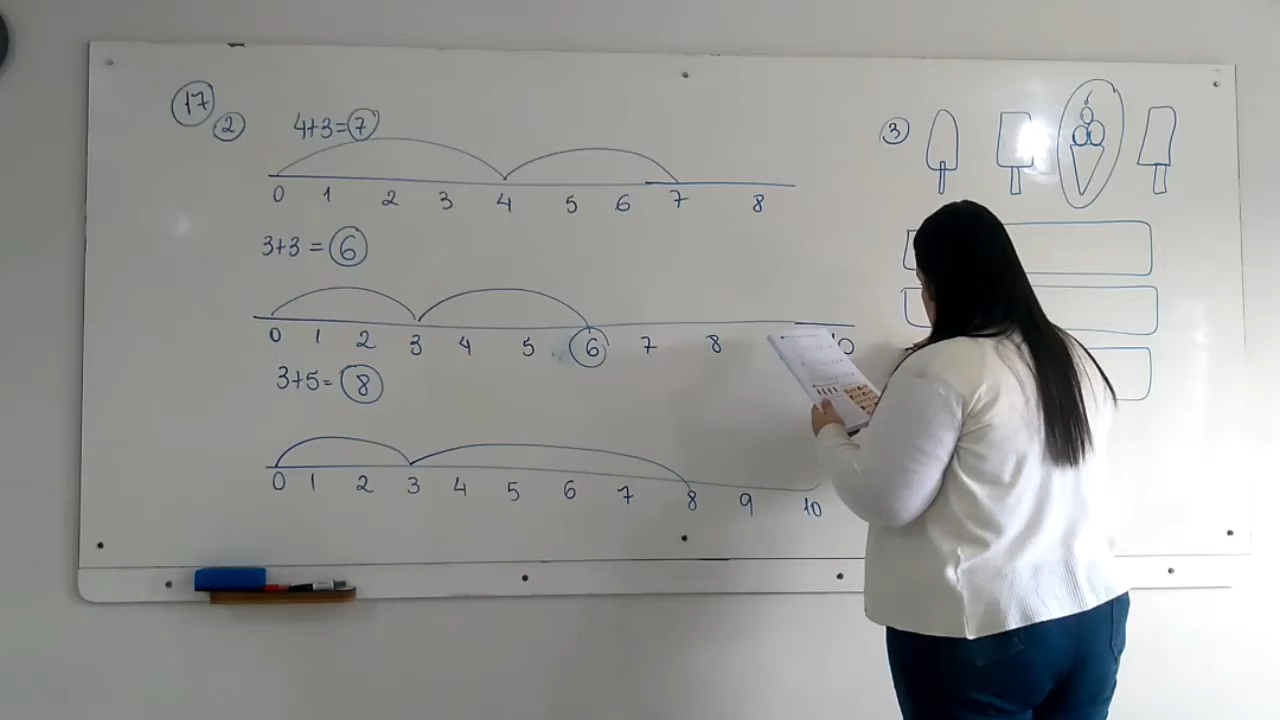 17
2
4+3=7
0 1 2 3 4 5 6 7 8
3+3=6
0 1 2 3 4 5 6 7 8
3+5=8
0 1 2 3 4 5 6 7 8 9 10
3